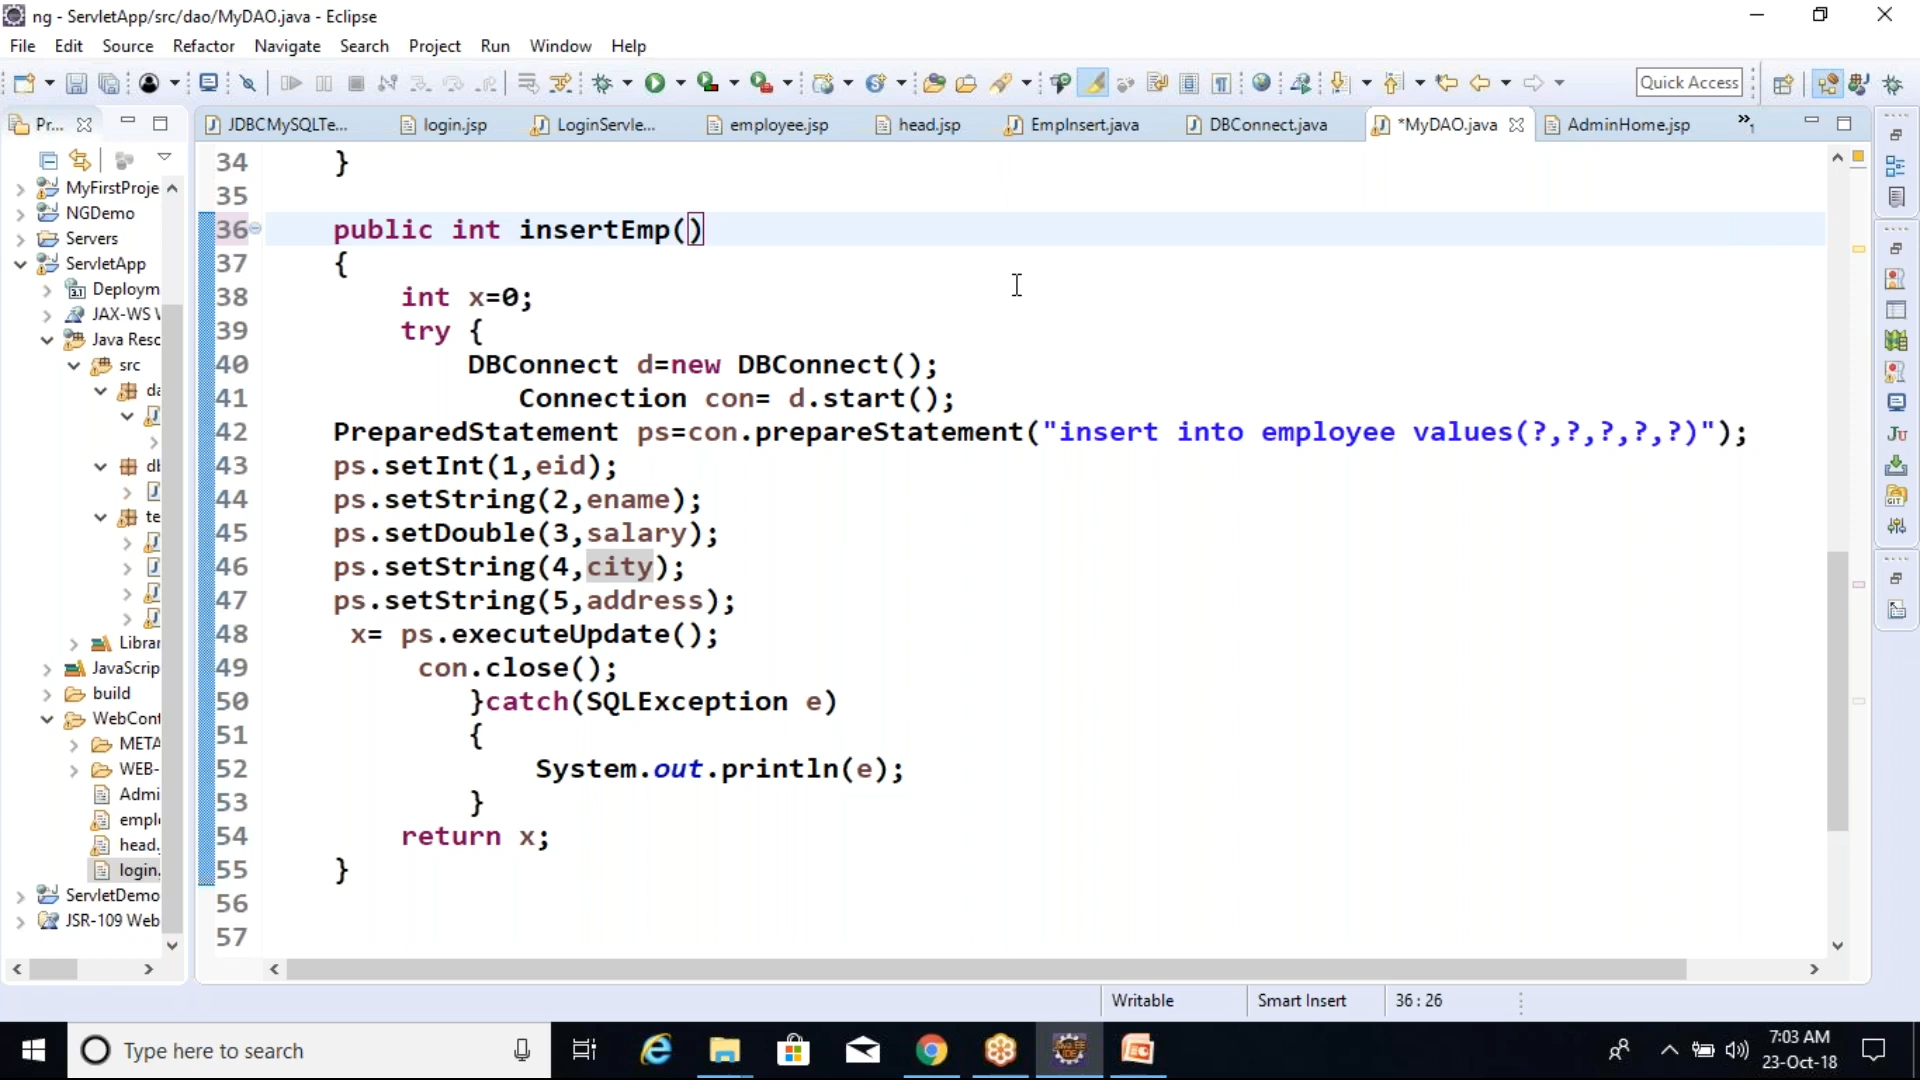 ng - ServletApp/src/dao/MyDAO.java - Eclipse
File Edit Source Refactor Navigate Search Project Run Window Help
Quick Access
Pr...
JDBCMySQLTe... login.jsp LoginServle... employee.jsp head.jsp EmpInsert.java DBConnect.java *MyDAO.java AdminHome.jsp »1
MyFirstProje
NGDemo
Servers
ServletApp
Deploym
JAX-WS
Java Resc
src
da
db
te
Librar
JavaScrip
build
WebCont
META
WEB-
Admi
empl
head.
login.
ServletDemo
JSR-109 Web
34 }
35
36 public int insertEmp()
37 {
38 int x=0;
39 try {
40 DBConnect d=new DBConnect();
41 Connection con= d.start();
42 PreparedStatement ps=con.prepareStatement("insert into employee values(?,?,?,?,?)");
43 ps.setInt(1,eid);
44 ps.setString(2,ename);
45 ps.setDouble(3,salary);
46 ps.setString(4,city);
47 ps.setString(5,address);
48 x= ps.executeUpdate();
49 con.close();
50 }catch(SQLException e)
51 {
52 System.out.println(e);
53 }
54 return x;
55 }
56
57
Writable Smart Insert 36 : 26
Type here to search
7:03 AM
23-Oct-18